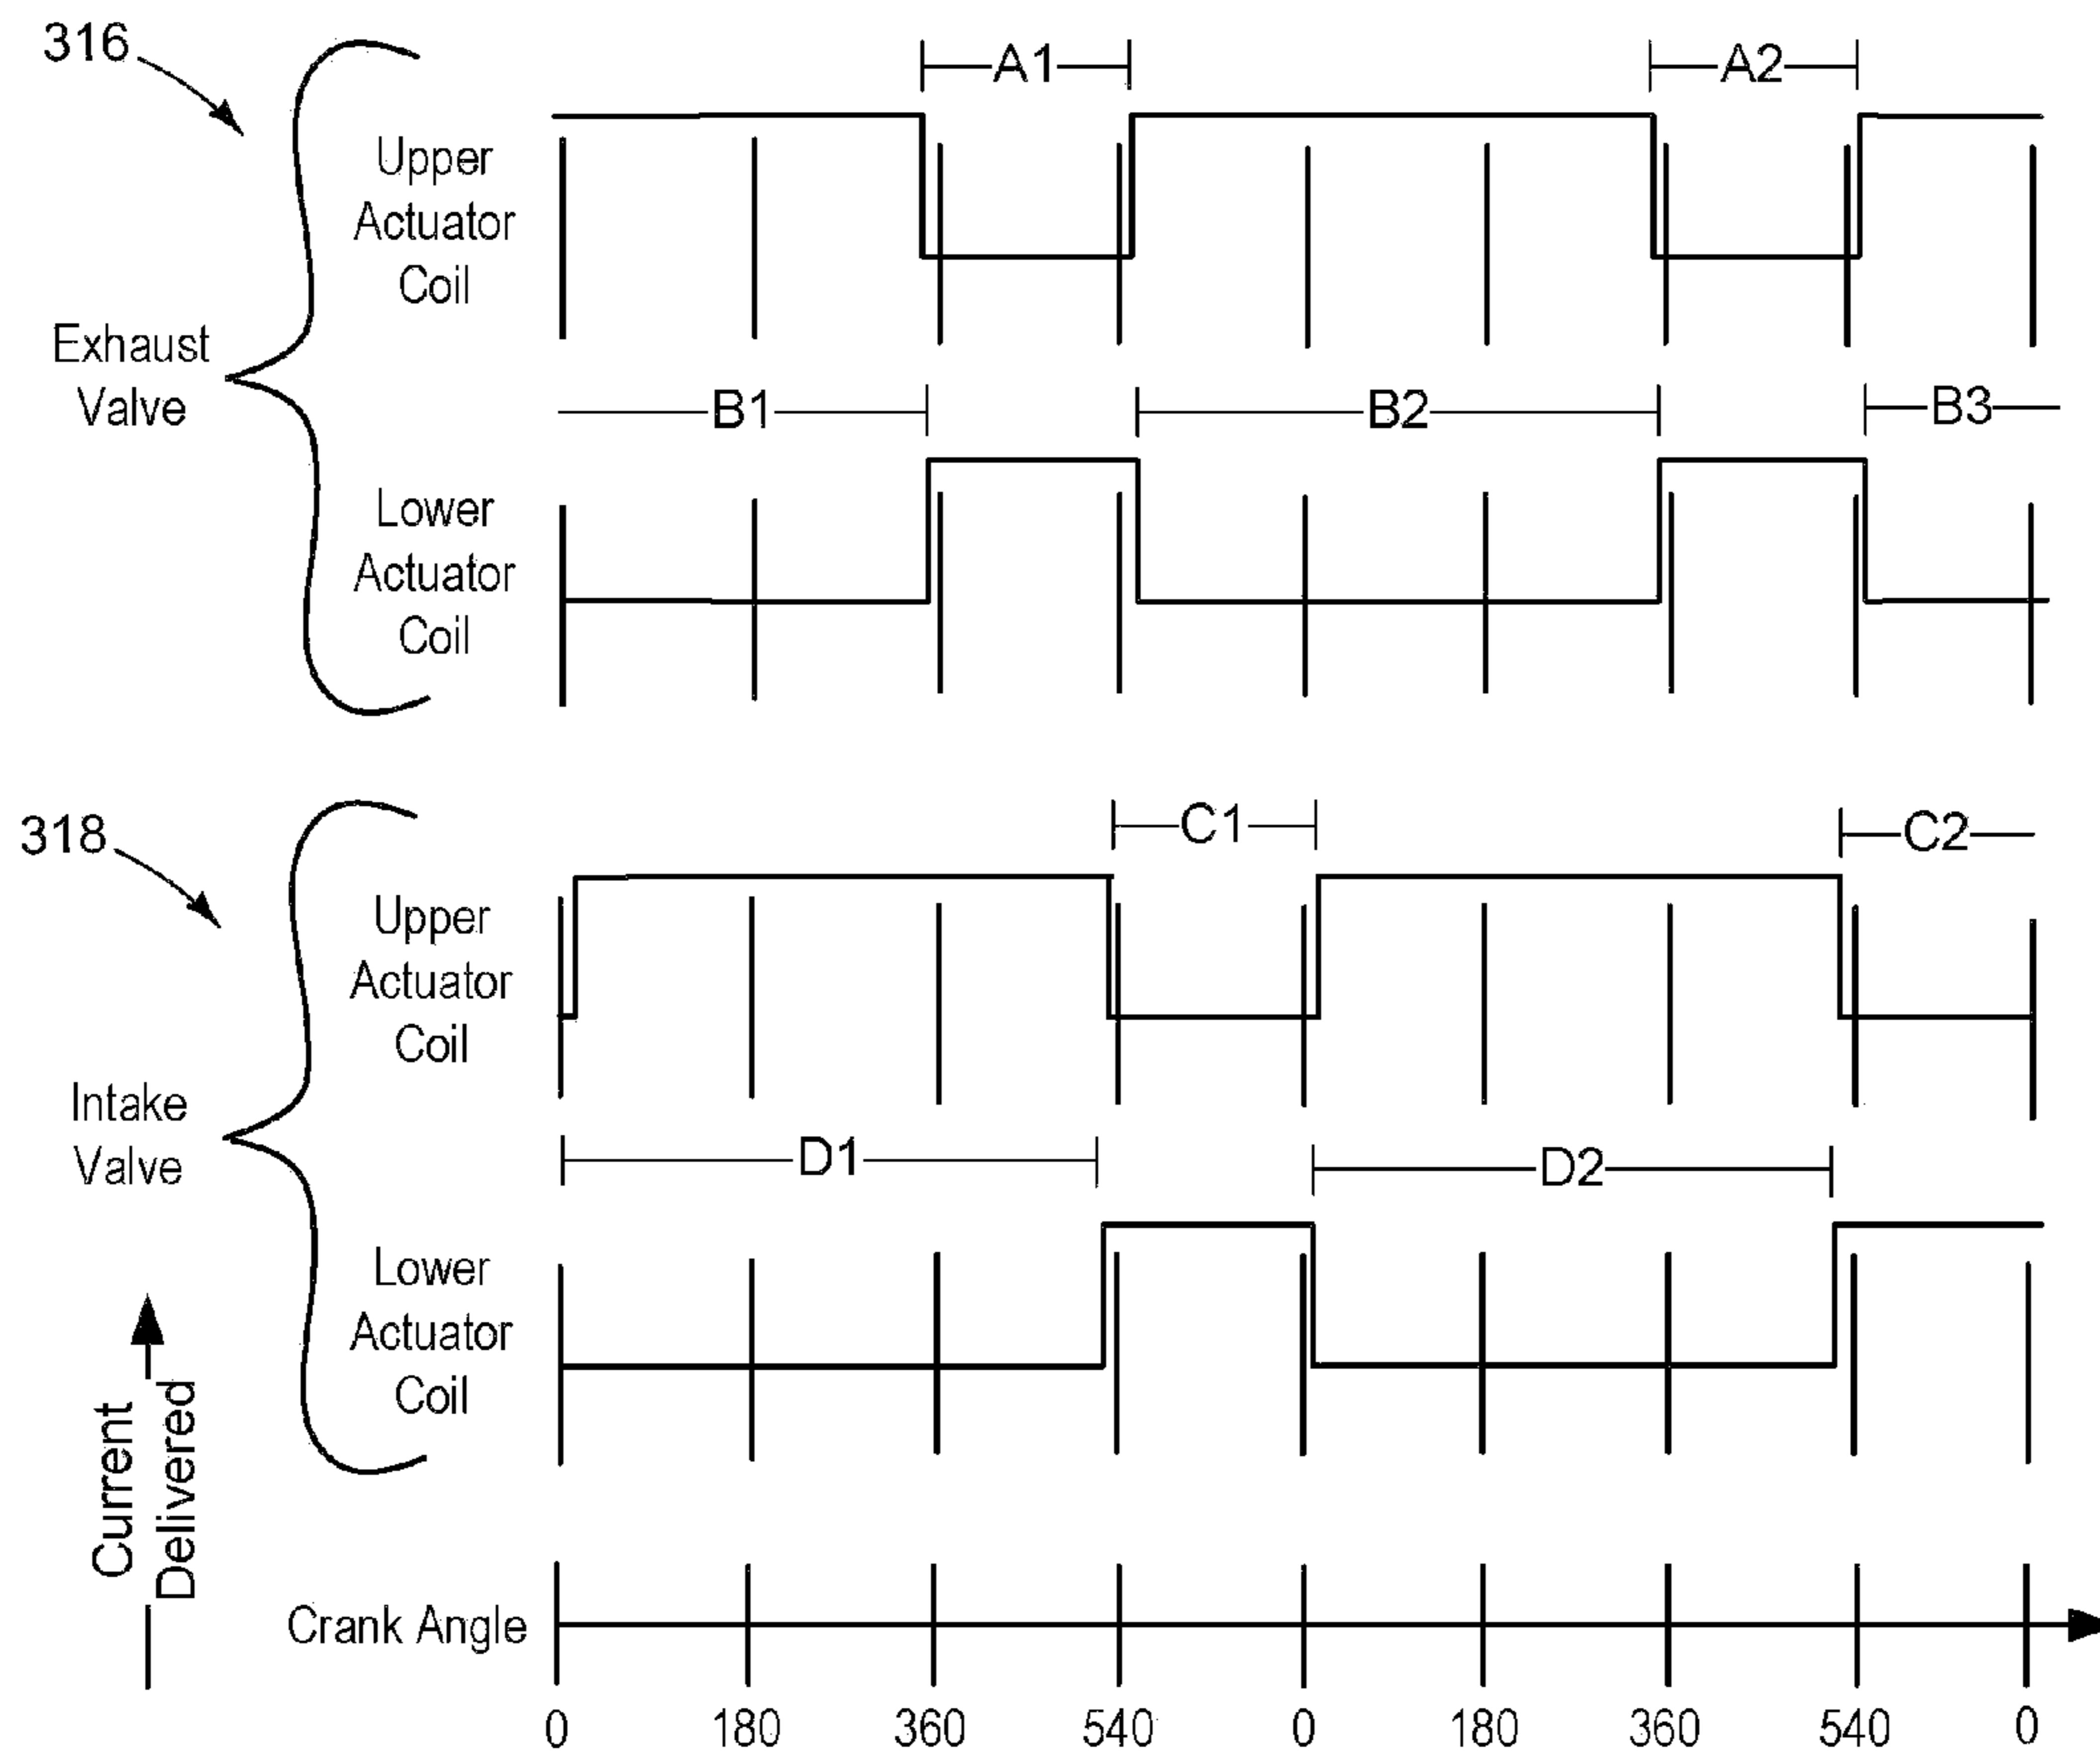 316
A1
A2
Upper
Actuator
Coil
Exhaust
Valve
B1
B2
B3
Lower
Actuator
Coil
318
C1
C2
Upper
Actuator
Coil
Intake
Valve
D1
D2
Lower
Actuator
Coil
Current
Delivered
Crank Angle
0 180 360 540 0 180 360 540 0